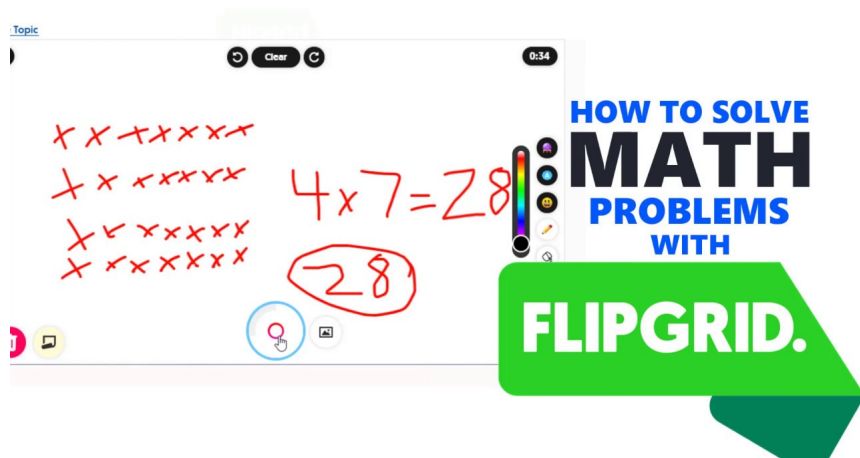 Topic
Clear
0:34
4x7=28
28
HOW TO SOLVE
MATH
PROBLEMS
WITH
FLIPGRID.